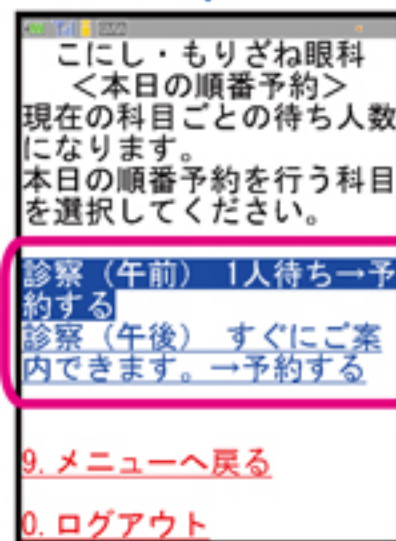 こにし・もりざね眼科
<本日の順番予約>
現在の科目ごとの待ち人数
になります。
本日の順番予約を行う科目
を選択してください。
診察（午前）　1人待ち→予
約する
診察（午後）　すぐにご案
内できます。→予約する
9. メニューへ戻る
0. ログアウト